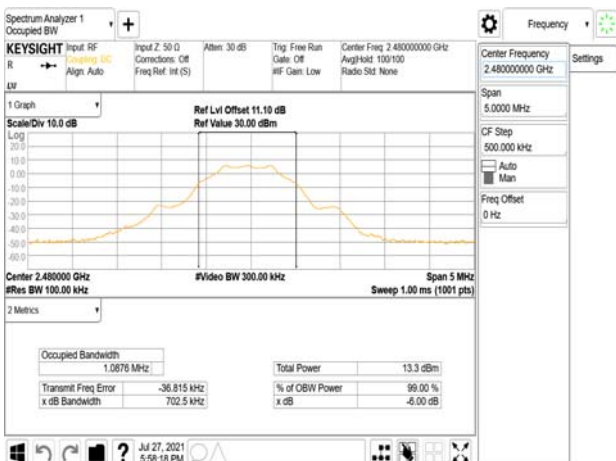 Spectrum Analyzer 1
Occupied BW
Frequency
KEYSIGHT
R
Input: RF
Coupling: DC
Align: Auto
Input Z: 50 Ω
Corrections: Off
Freq Ref: Int (S)
Atten: 30 dB
Trig: Free Run
Gate: Off
#IF Gain: Low
Center Freq: 2.480000000 GHz
Avg|Hold: 100/100
Radio Std: None
LM
Center Frequency
2.480000000 GHz
Settings
Span
5.0000 MHz
CF Step
500.000 kHz
Auto
Man
Freq Offset
0 Hz
1 Graph
Scale/Div 10.0 dB
Ref Lvl Offset 11.10 dB
Ref Value 30.00 dBm
Log
20.0
10.0
0.00
-10.0
-20.0
-30.0
-40.0
-50.0
-60.0
Center 2.480000 GHz
#Res BW 100.00 kHz
#Video BW 300.00 kHz
Span 5 MHz
Sweep 1.00 ms (1001 pts)
2 Metrics
Occupied Bandwidth
1.0876 MHz
Total Power 13.3 dBm
Transmit Freq Error -36.815 kHz
% of OBW Power 99.00 %
x dB Bandwidth 702.5 kHz
x dB -6.00 dB
?
Jul 27, 2021
5:58:18 PM